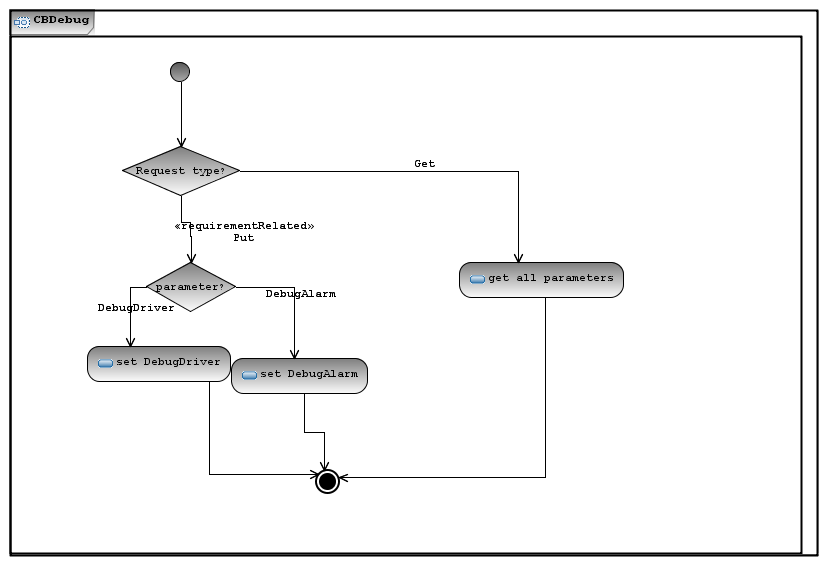 CBDebug
Request type?
Get
«requirementRelated»
Put
parameter?
DebugDriver
DebugAlarm
get all parameters
set DebugDriver
set DebugAlarm